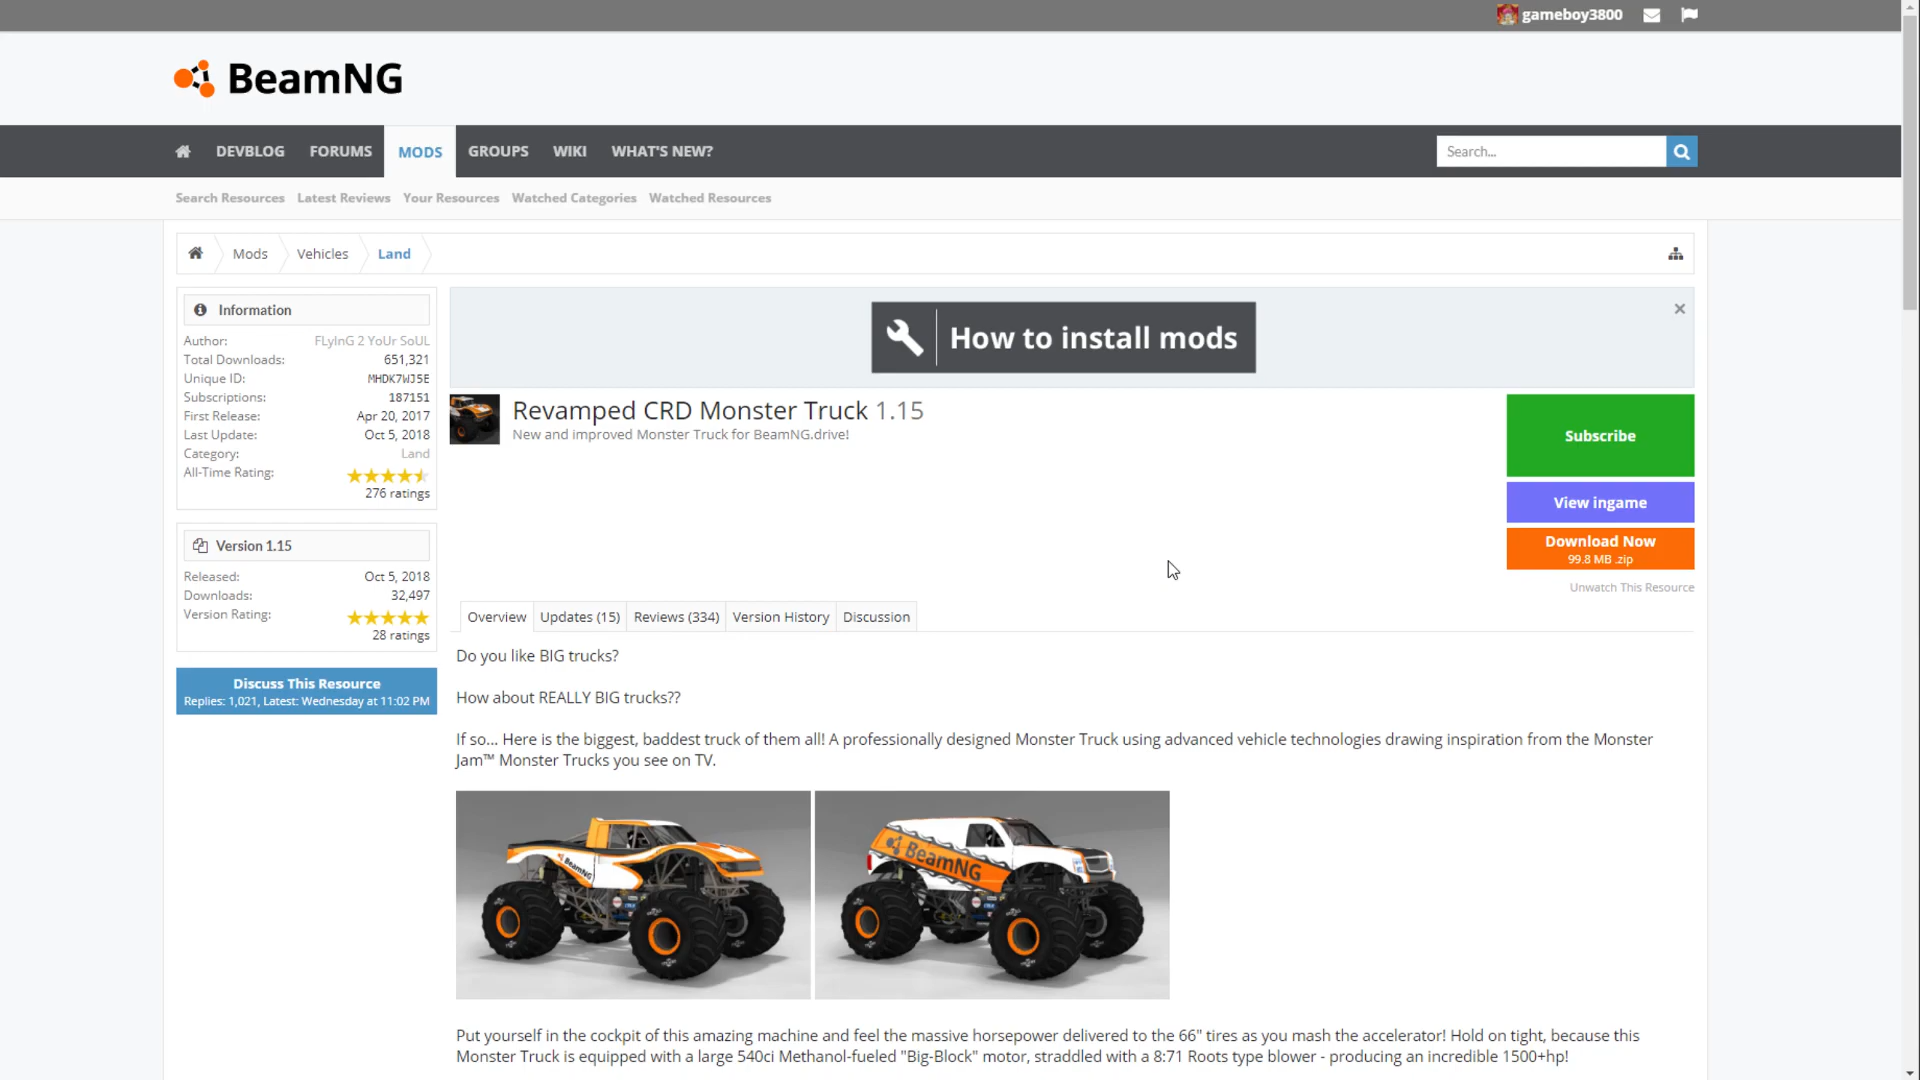 gameboy3800
BeamNG
DEVBLOG FORUMS MODS GROUPS WIKI WHAT'S NEW?
Search...
Search Resources Latest Reviews Your Resources Watched Categories Watched Resources
Mods Vehicles Land
Information
Author: FLyInG 2 YoUr SoUL
Total Downloads: 651,321
Unique ID: MHDK7WJ5E
Subscriptions: 187151
First Release: Apr 20, 2017
Last Update: Oct 5, 2018
Category: Land
All-Time Rating:
276 ratings
Version 1.15
Released: Oct 5, 2018
Downloads: 32,497
Version Rating:
28 ratings
Discuss This Resource
Replies: 1,021, Latest: Wednesday at 11:02 PM
How to install mods
Revamped CRD Monster Truck 1.15
New and improved Monster Truck for BeamNG.drive!
Subscribe
View ingame
Download Now
99.8 MB .zip
Unwatch This Resource
Overview Updates (15) Reviews (334) Version History Discussion
Do you like BIG trucks?
How about REALLY BIG trucks??
If so... Here is the biggest, baddest truck of them all! A professionally designed Monster Truck using advanced vehicle technologies drawing inspiration from the Monster
Jam™ Monster Trucks you see on TV.
BeamNG
BeamNG
Put yourself in the cockpit of this amazing machine and feel the massive horsepower delivered to the 66" tires as you mash the accelerator! Hold on tight, because this
Monster Truck is equipped with a large 540ci Methanol-fueled "Big-Block" motor, straddled with a 8:71 Roots type blower - producing an incredible 1500+hp!